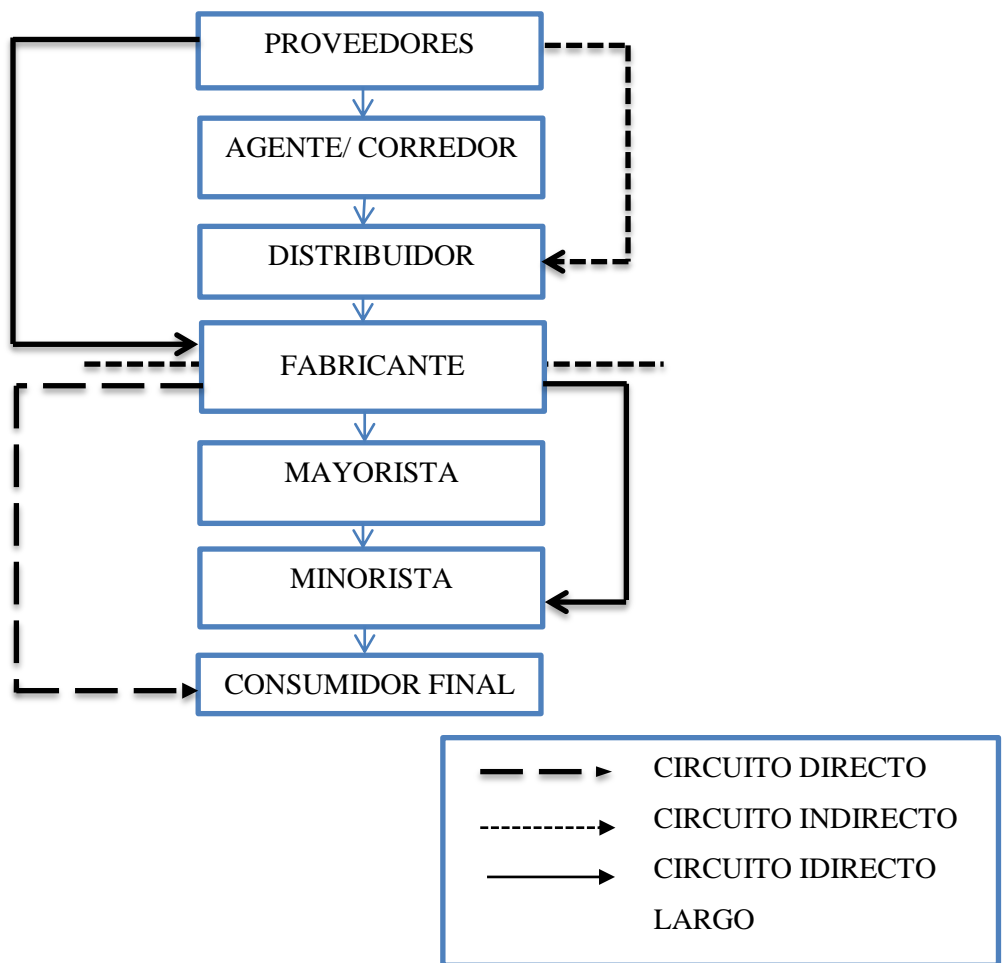 PROVEEDORES
AGENTE/ CORREDOR
DISTRIBUIDOR
FABRICANTE
MAYORISTA
MINORISTA
CONSUMIDOR FINAL
CIRCUITO DIRECTO
CIRCUITO INDIRECTO
CIRCUITO IDIRECTO
LARGO